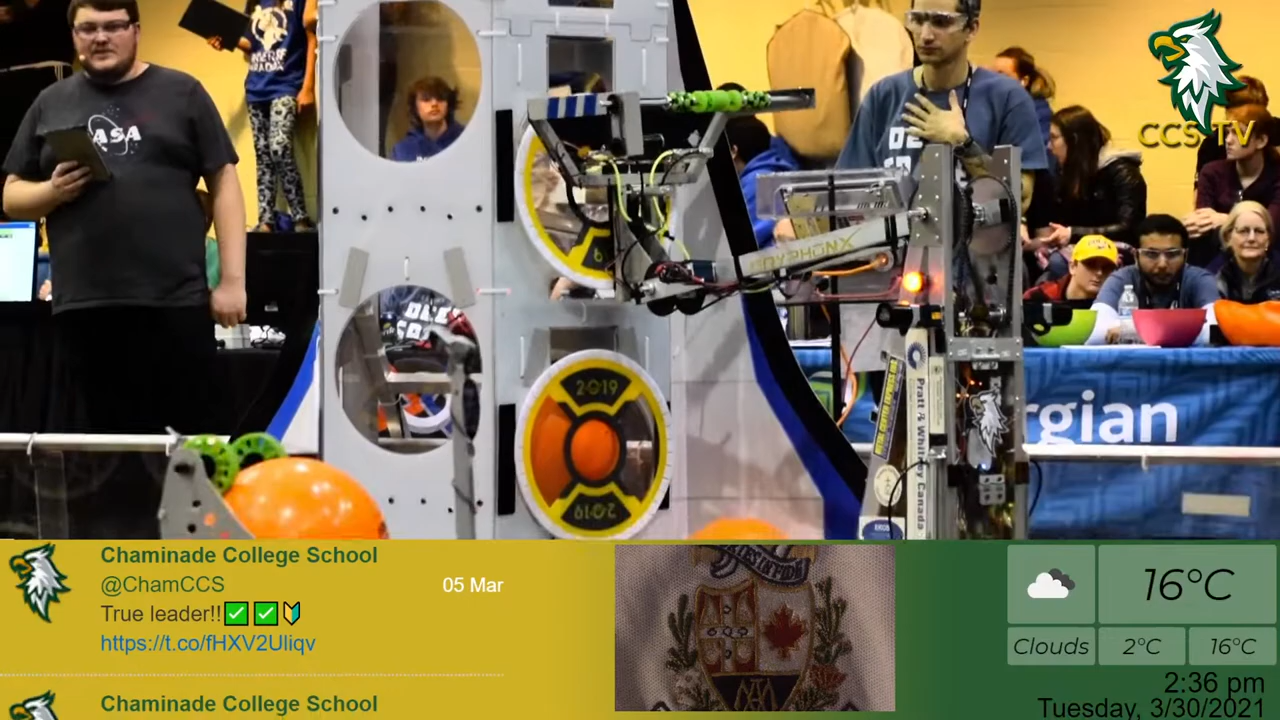 NASA
CCS TV
GRYPHONX
Pratt & Whitney Canada
rgian
2019
2019
Chaminade College School
@ChamCCS
05 Mar
True leader!!✅✅🔰
https://t.co/fHXV2Uliqv
Chaminade College School
16°C
Clouds
2°C
16°C
2:36 pm
Tuesday, 3/30/2021